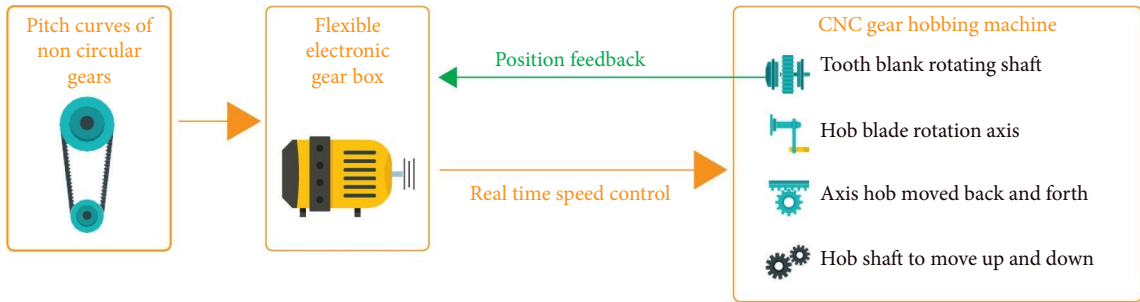 Pitch curves of
non circular
gears
Flexible
electronic
gear box
Position feedback
Real time speed control
CNC gear hobbing machine
Tooth blank rotating shaft
Hob blade rotation axis
Axis hob moved back and forth
Hob shaft to move up and down